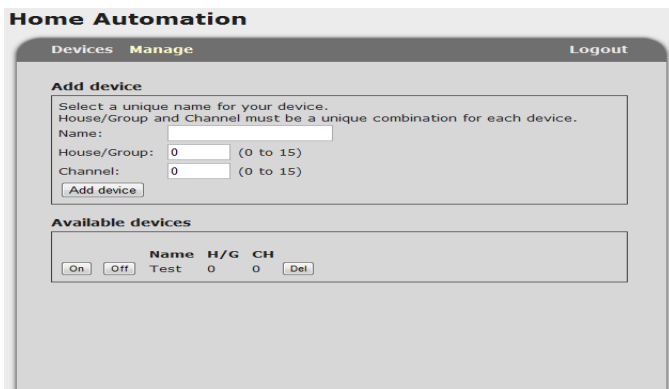 Home Automation
Devices Manage Logout
Add device
Select a unique name for your device.
House/Group and Channel must be a unique combination for each device.
Name:
House/Group: 0 (0 to 15)
Channel: 0 (0 to 15)
Add device
Available devices
Name H/G CH
On Off Test 0 0 Del